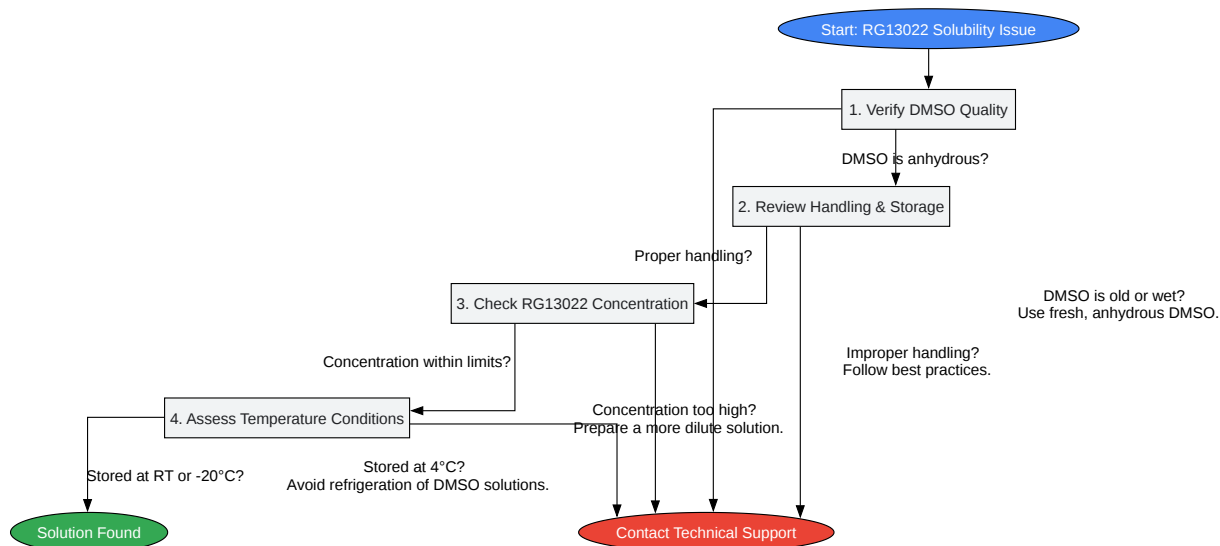 Start: RG13022 Solubility Issue
1. Verify DMSO Quality
DMSO is anhydrous?
2. Review Handling & Storage
Proper handling?
3. Check RG13022 Concentration
DMSO is old or wet?
Use fresh, anhydrous DMSO.
Improper handling?
Follow best practices.
Concentration within limits?
4. Assess Temperature Conditions
Concentration too high?
Prepare a more dilute solution.
Stored at RT or -20°C?
Stored at 4°C?
Avoid refrigeration of DMSO solutions.
Solution Found
Contact Technical Support